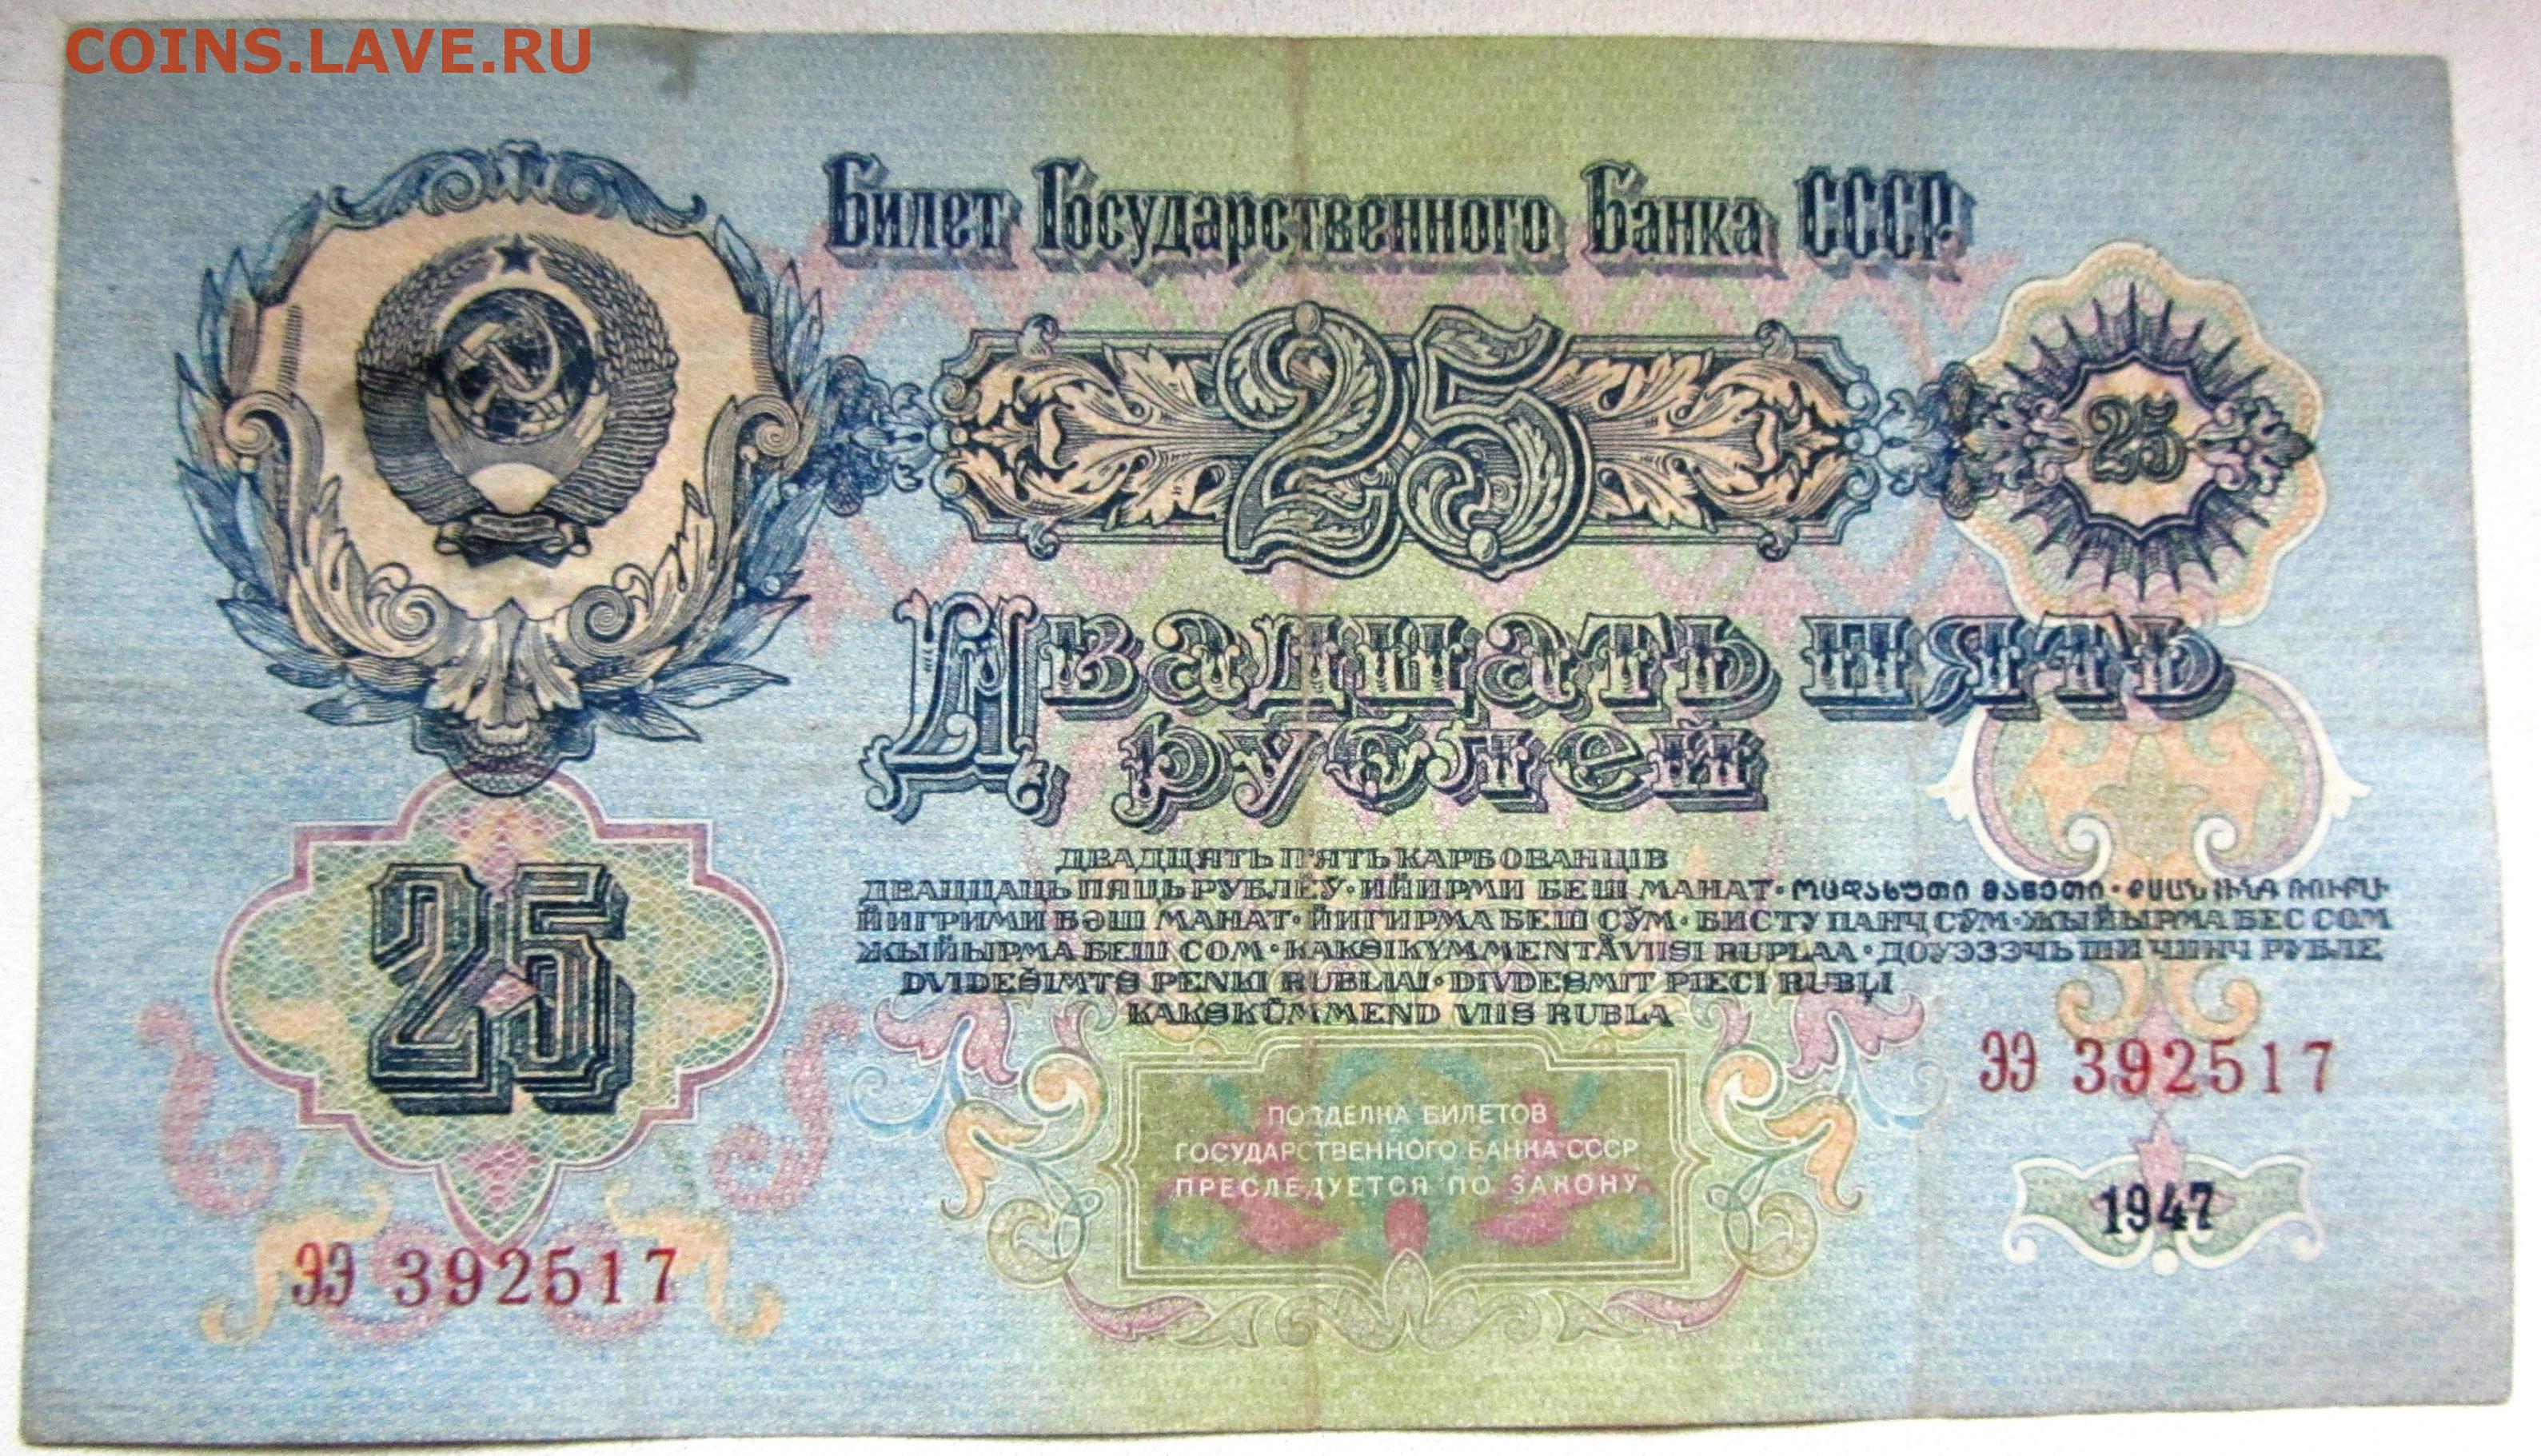 COINS.LAVE.RU
Билет Государственного Банка СССР.
25
25
Двадцать пять
рублей
25
ДВАДЦЯТЬ П'ЯТЬ КАРБОВАНЦІВ
ДВАЦЦАЦЬ ПЯЦЬ РУБЛЁЎ · ИЙИРМИ БЕШ МАНАТ · ოცდახუთი მანეთი ·
ЙИГРИМИ БӘШ МАНАТ · ЙИГИРМА БЕШ СЎМ · БИСТУ ПАНҶ СЎМ · ЖЫЙЫРМА БЕС СОМ
ЖЫЙЫРМА БЕШ СОМ · KAKSIKYMMENTÄVIISI RUPLAA · ДОУЭЗЭЧЬ ШИ ЧИНЧ РУБЛЕ
DVIDEŠIMTS PENKI RUBLIAI · DIVDESMIT PIECI RUBĻI
KAKSKÜMMEND VIIS RUBLA
ЭЭ 392517
ПОДДЕЛКА БИЛЕТОВ
ГОСУДАРСТВЕННОГО БАНКА СССР
ПРЕСЛЕДУЕТСЯ ПО ЗАКОНУ
1947
ЭЭ 392517